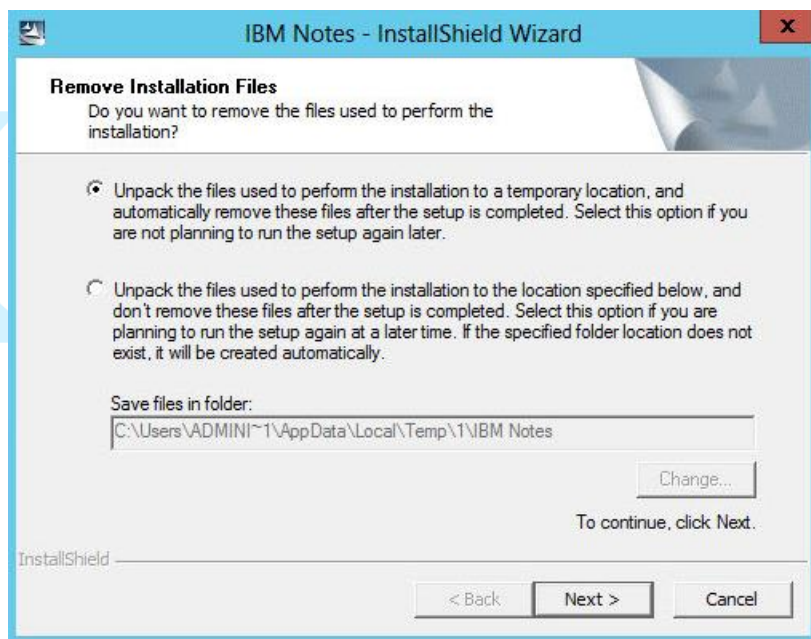 IBM Notes - InstallShield Wizard
x
Remove Installation Files
Do you want to remove the files used to perform the
installation?
Unpack the files used to perform the installation to a temporary location, and
automatically remove these files after the setup is completed. Select this option if you
are not planning to run the setup again later.
Unpack the files used to perform the installation to the location specified below, and
don't remove these files after the setup is completed. Select this option if you are
planning to run the setup again at a later time. If the specified folder location does not
exist, it will be created automatically.
Save files in folder:
C:\Users\ADMINI~1\AppData\Local\Temp\1\IBM Notes
Change...
To continue, click Next.
InstallShield
< Back Next > Cancel